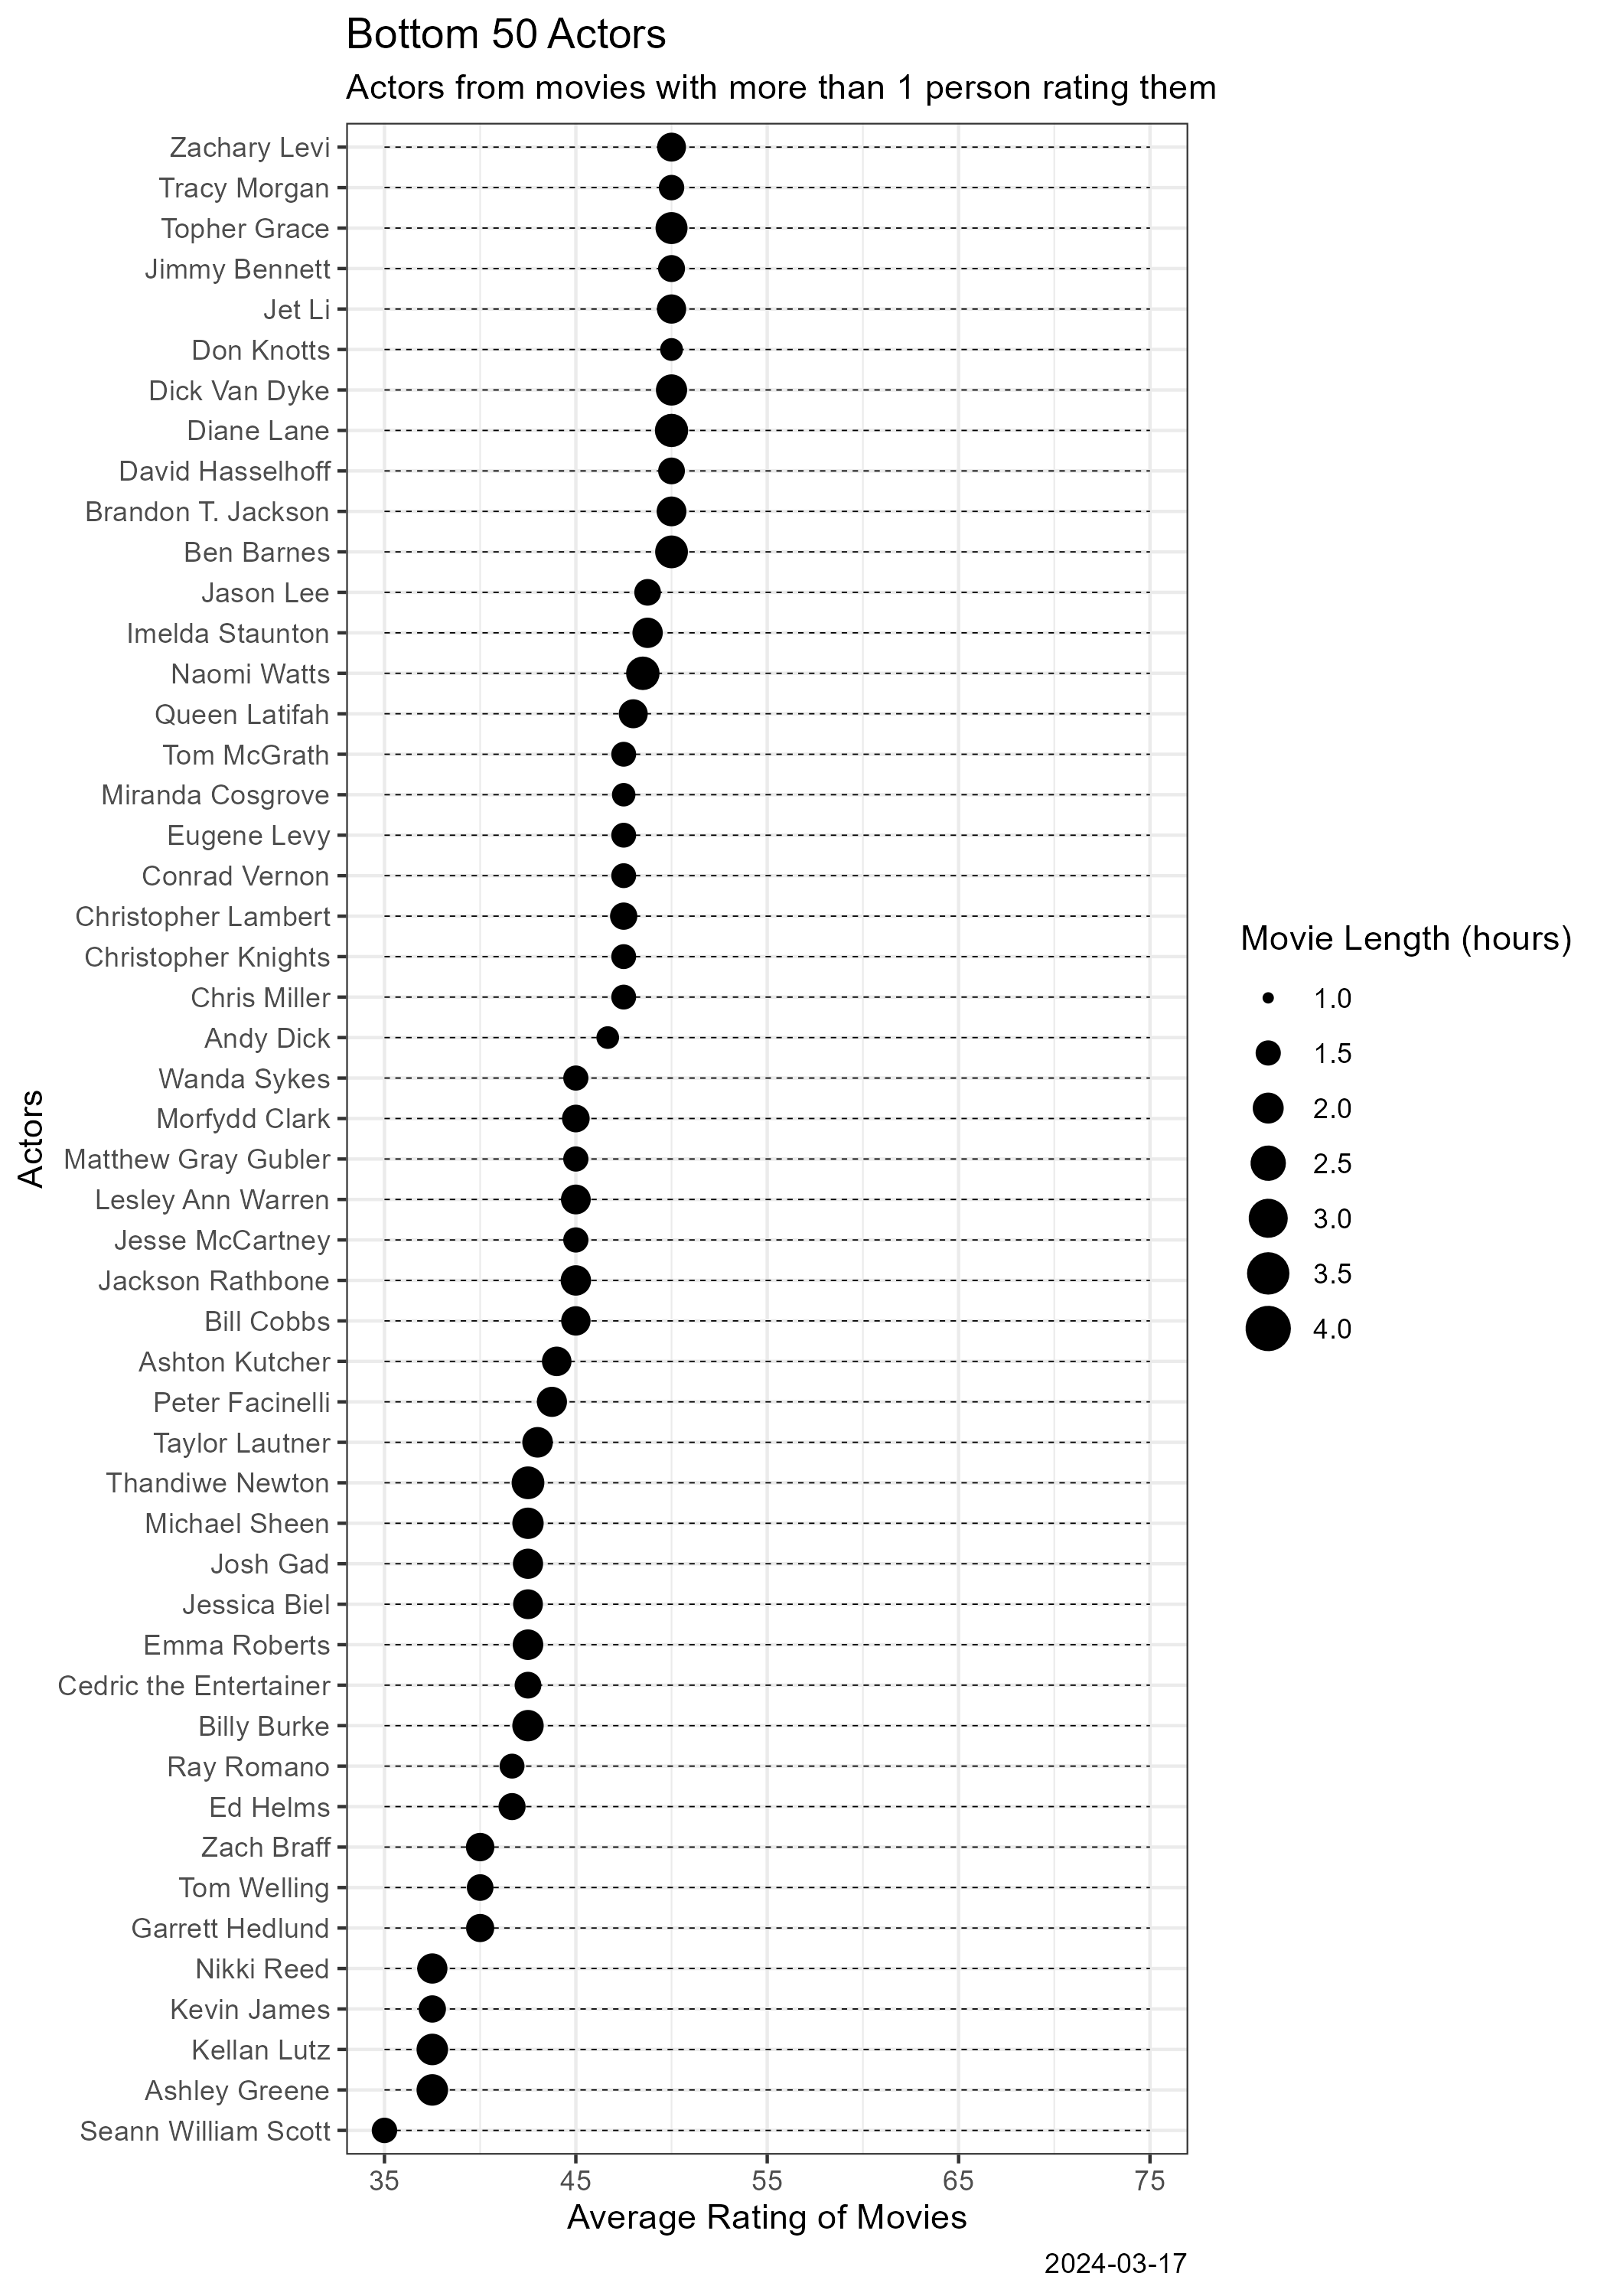 Bottom 50 Actors
Actors from movies with more than 1 person rating them
Zachary Levi
Tracy Morgan
Topher Grace
Jimmy Bennett
Jet Li
Don Knotts
Dick Van Dyke
Diane Lane
David Hasselhoff
Brandon T. Jackson
Ben Barnes
Jason Lee
Imelda Staunton
Naomi Watts
Queen Latifah
Tom McGrath
Miranda Cosgrove
Eugene Levy
Conrad Vernon
Christopher Lambert
Christopher Knights
Chris Miller
Andy Dick
Wanda Sykes
Morfydd Clark
Matthew Gray Gubler
Lesley Ann Warren
Jesse McCartney
Jackson Rathbone
Bill Cobbs
Ashton Kutcher
Peter Facinelli
Taylor Lautner
Thandiwe Newton
Michael Sheen
Josh Gad
Jessica Biel
Emma Roberts
Cedric the Entertainer
Billy Burke
Ray Romano
Ed Helms
Zach Braff
Tom Welling
Garrett Hedlund
Nikki Reed
Kevin James
Kellan Lutz
Ashley Greene
Seann William Scott
Actors
35 45 55 65 75
Average Rating of Movies
Movie Length (hours)
1.0
1.5
2.0
2.5
3.0
3.5
4.0
2024-03-17